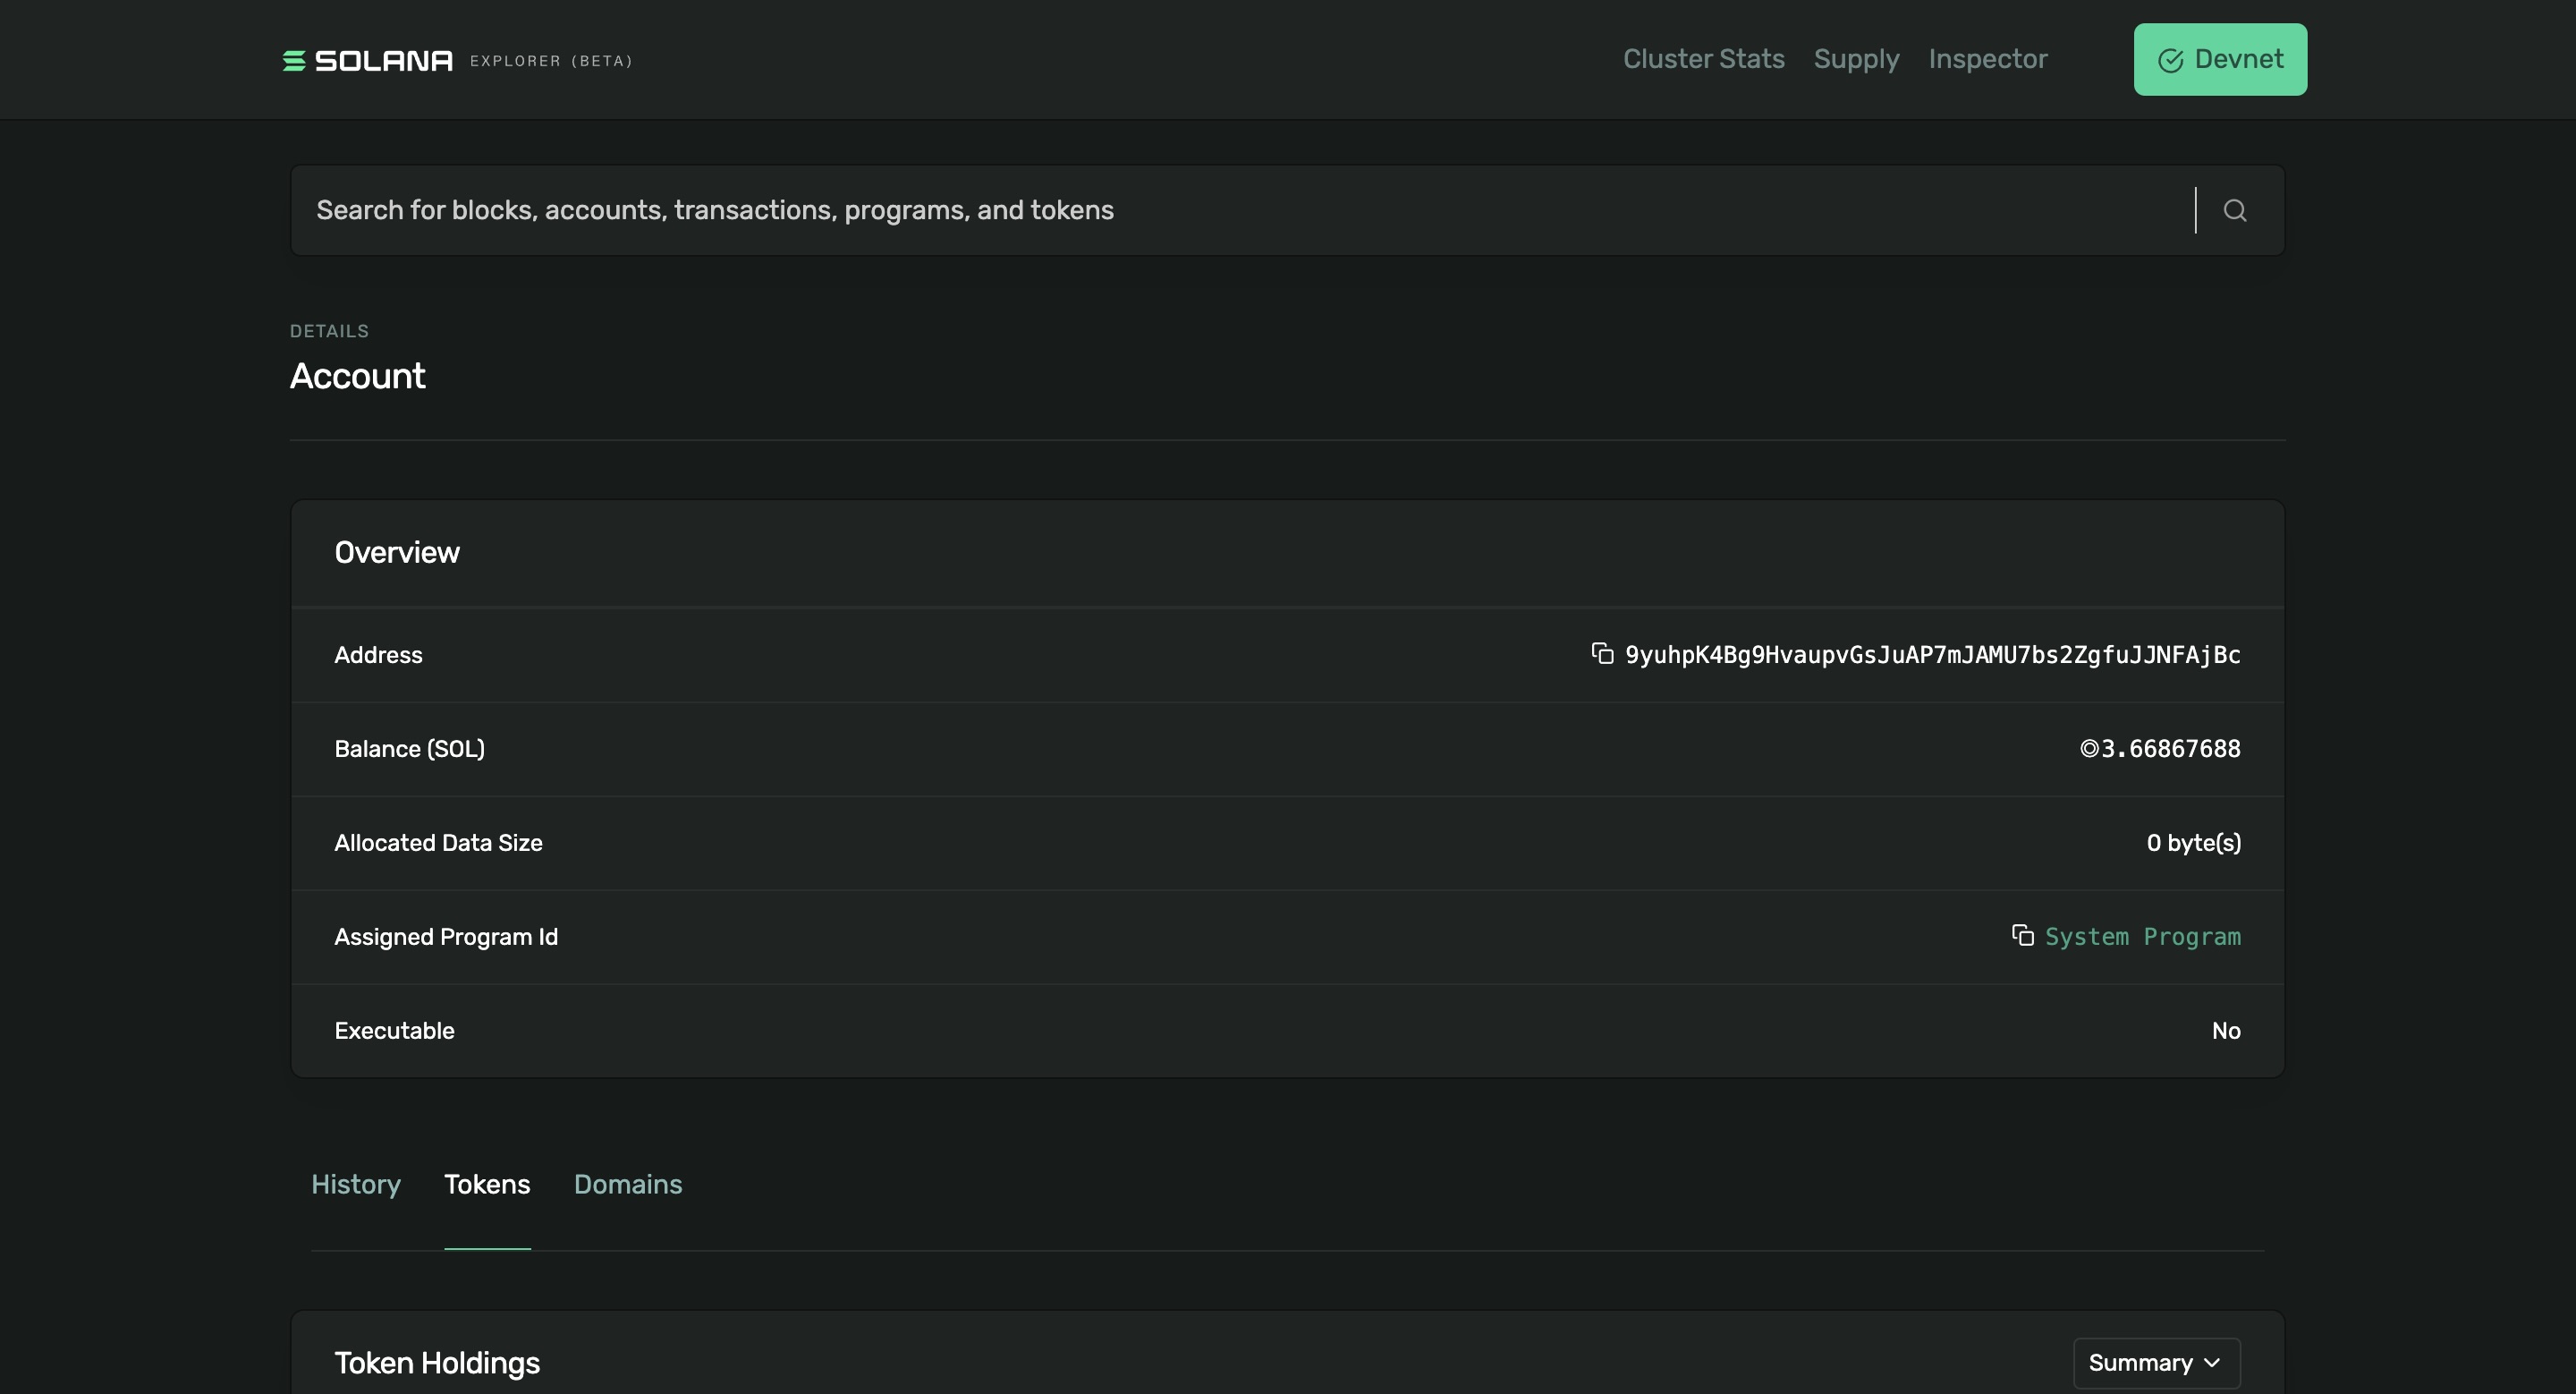 SOLANA EXPLORER (BETA)
Cluster Stats Supply Inspector Devnet
Search for blocks, accounts, transactions, programs, and tokens
DETAILS
Account
Overview
Address 9yuhpK4Bg9HvaupvGsJuAP7mJAMU7bs2ZgfuJJNFAjBc
Balance (SOL) ◎3.66867688
Allocated Data Size 0 byte(s)
Assigned Program Id System Program
Executable No
History Tokens Domains
Token Holdings Summary